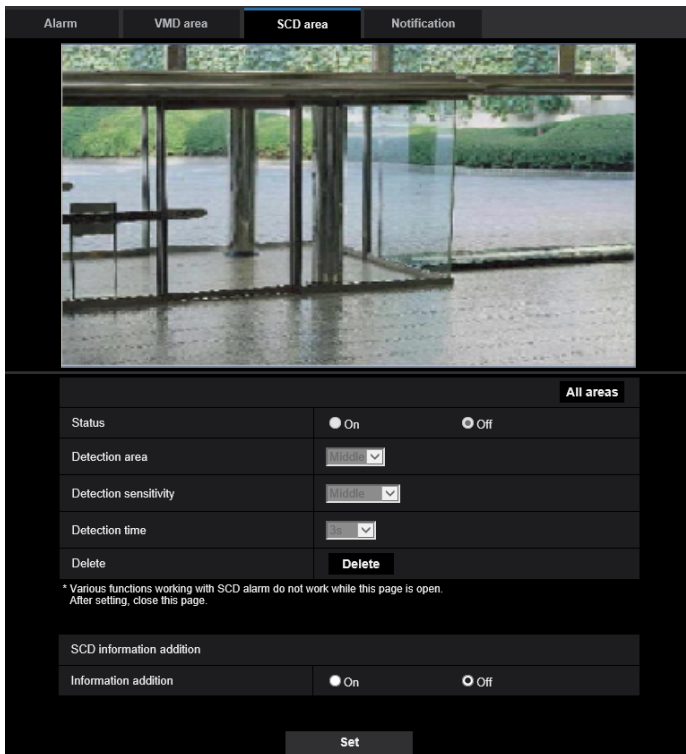 Alarm VMD area SCD area Notification
All areas
Status On Off
Detection area Middle
Detection sensitivity Middle
Detection time 3s
Delete Delete
* Various functions working with SCD alarm do not work while this page is open.
After setting, close this page.
SCD information addition
Information addition On Off
Set